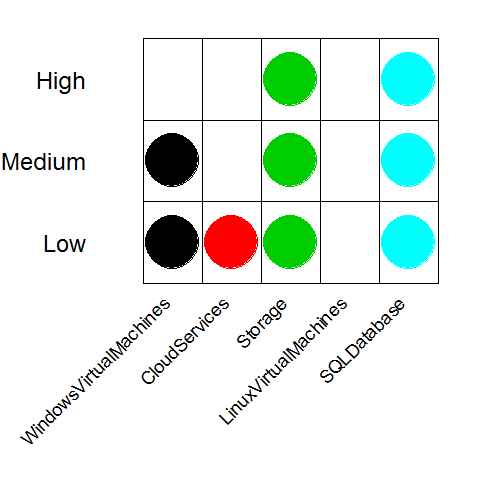 High
Medium
Low
WindowsVirtualMachines
CloudServices
Storage
LinuxVirtualMachines
SQLDatabase